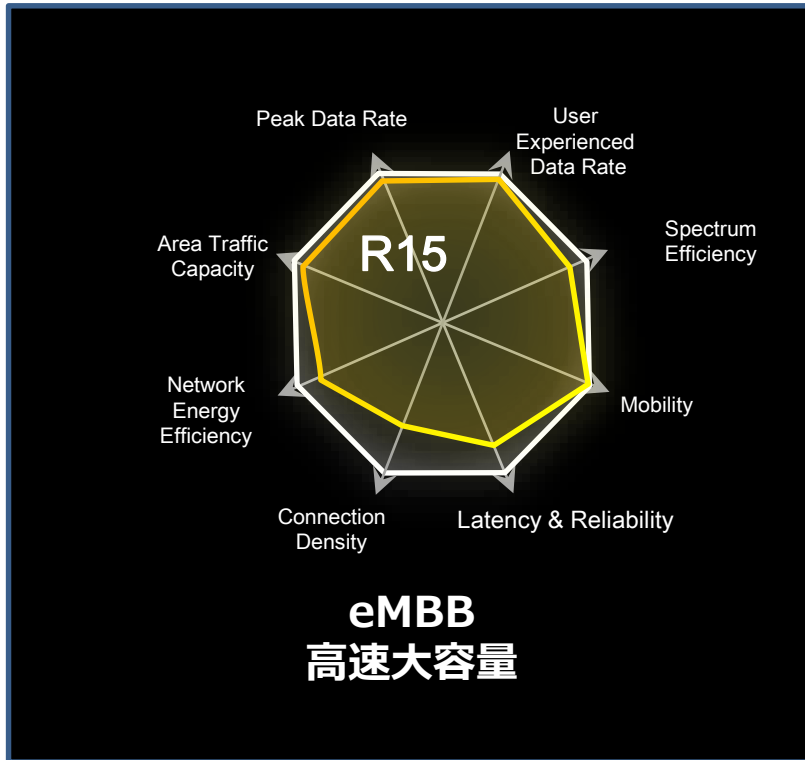 Peak Data Rate
User
Experienced
Data Rate
Area Traffic
Capacity
R15
Spectrum
Efficiency
Network
Energy
Efficiency
Mobility
Connection
Density
Latency & Reliability
eMBB
高速大容量